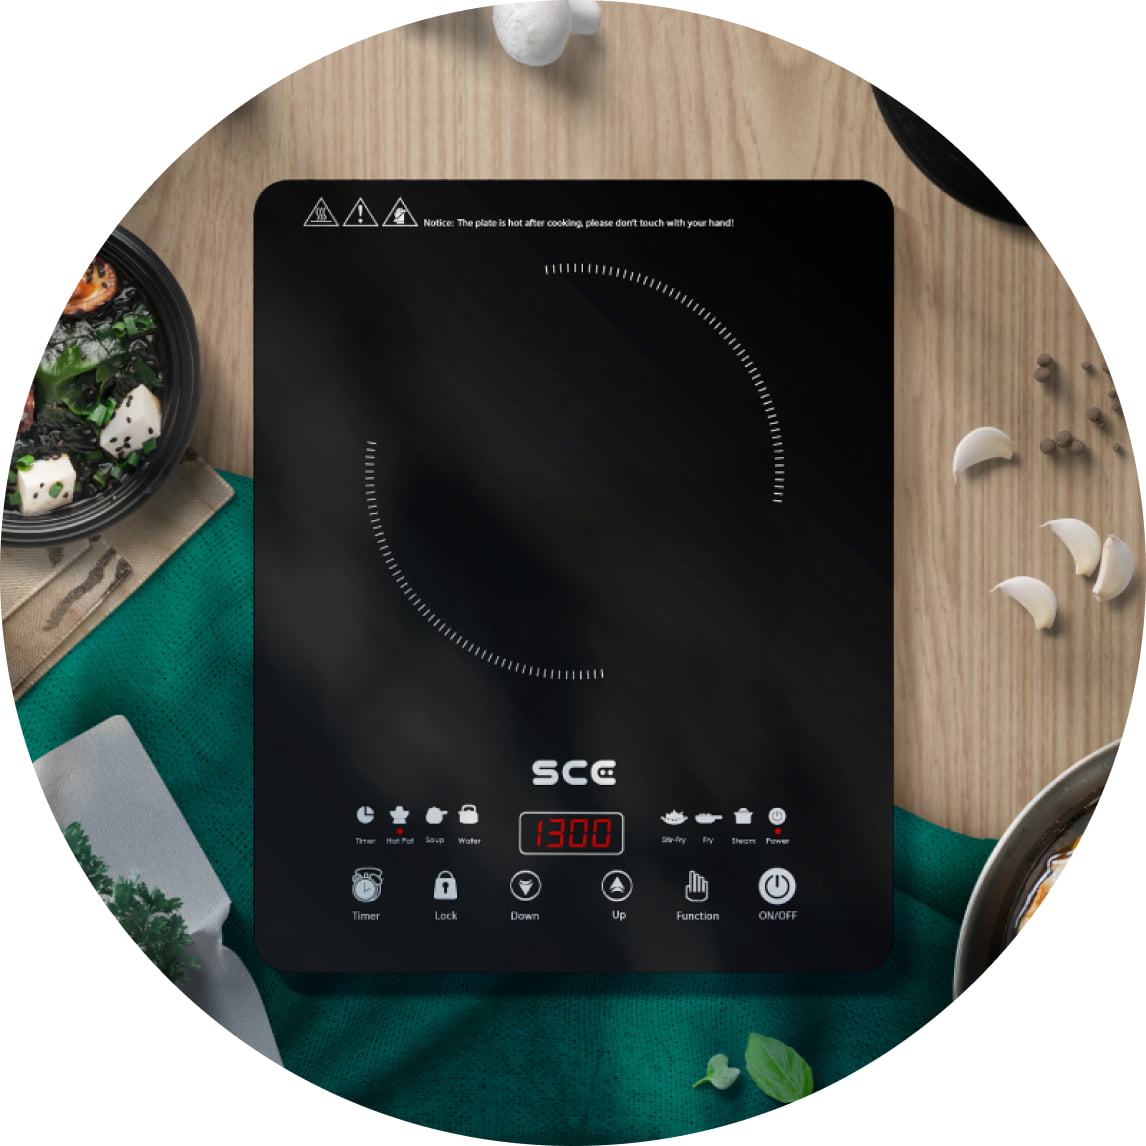 Notice: The plate is hot after cooking, please don't touch with your hand!
SCE
Timer Hot Pot Soup Water
1300
Stir-Fry Fry Steam Power
Timer Lock Down Up Function ON/OFF